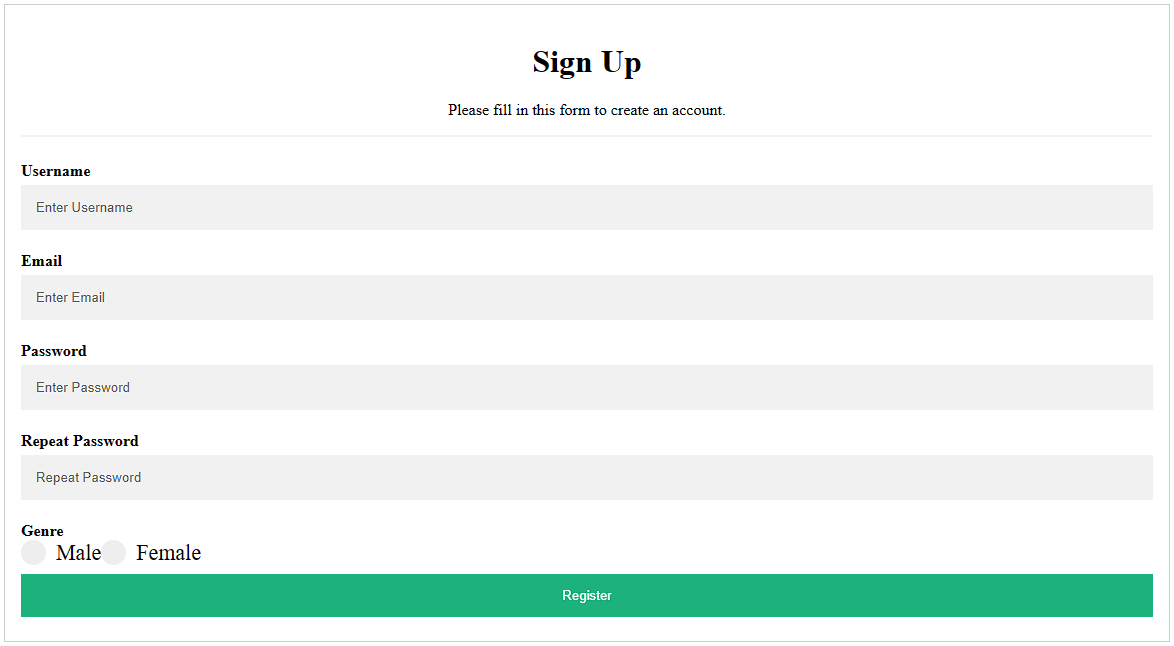 Sign Up
Please fill in this form to create an account.
Username
Enter Username
Email
Enter Email
Password
Enter Password
Repeat Password
Repeat Password
Genre
Male Female
Register